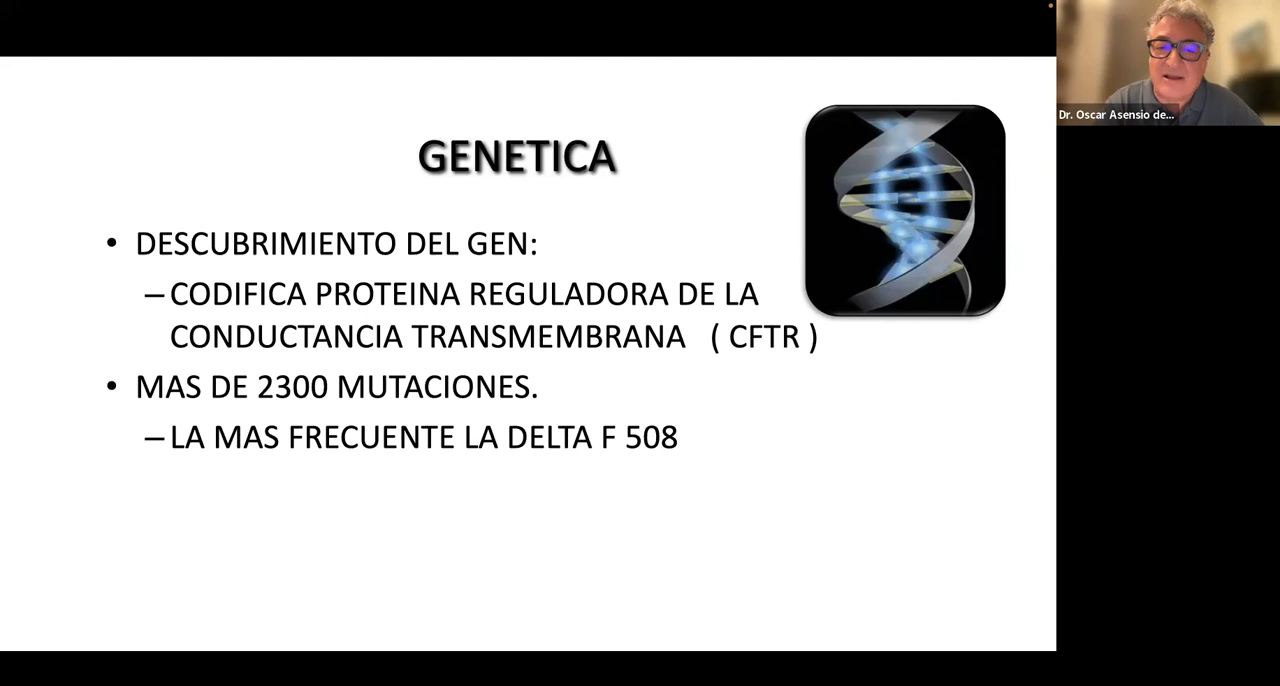 Dr. Oscar Asensio de...
GENETICA
• DESCUBRIMIENTO DEL GEN:
– CODIFICA PROTEINA REGULADORA DE LA
CONDUCTANCIA TRANSMEMBRANA ( CFTR )
• MAS DE 2300 MUTACIONES.
– LA MAS FRECUENTE LA DELTA F 508